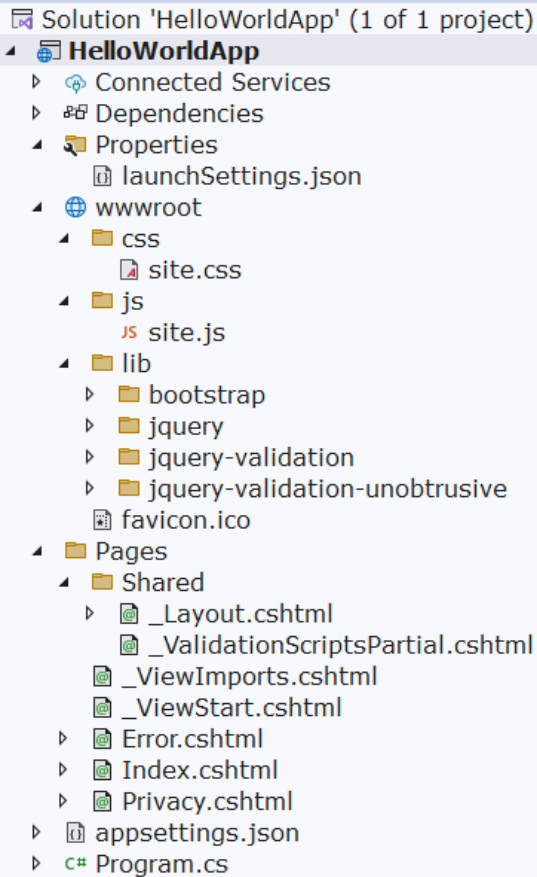 Solution 'HelloWorldApp' (1 of 1 project)
HelloWorldApp
Connected Services
Dependencies
Properties
launchSettings.json
wwwroot
css
site.css
js
JS site.js
lib
bootstrap
jquery
jquery-validation
jquery-validation-unobtrusive
favicon.ico
Pages
Shared
_Layout.cshtml
_ValidationScriptsPartial.cshtml
_ViewImports.cshtml
_ViewStart.cshtml
Error.cshtml
Index.cshtml
Privacy.cshtml
appsettings.json
C# Program.cs